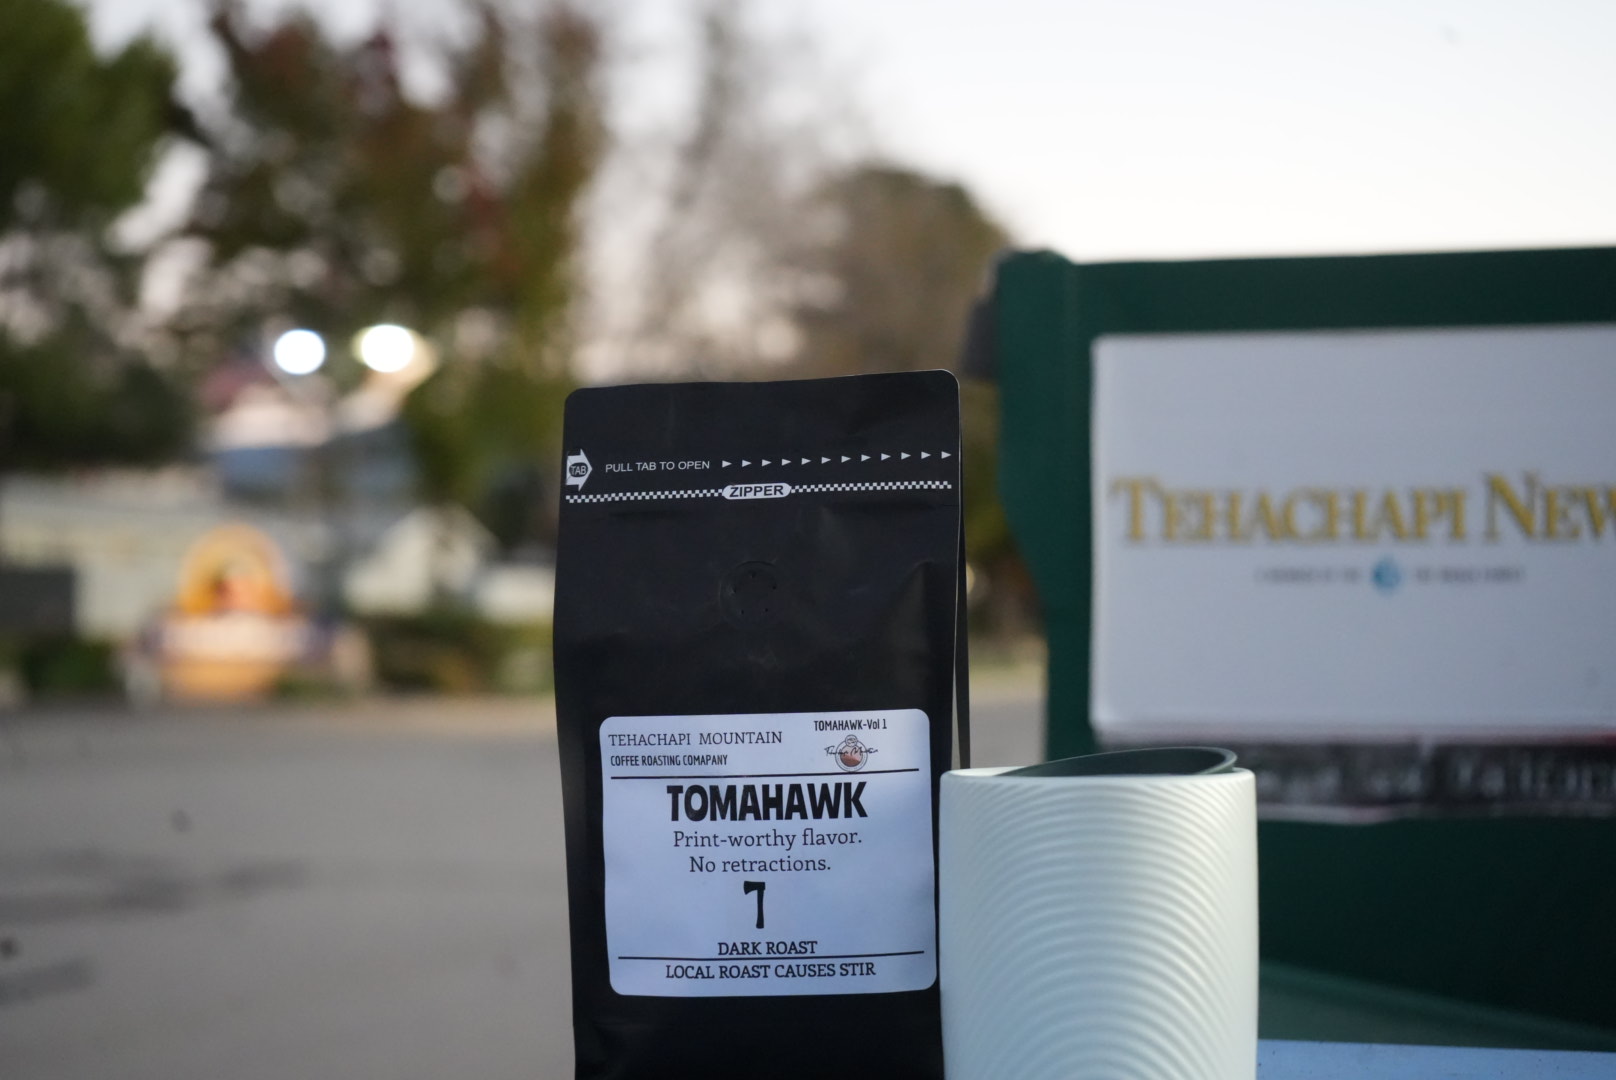 TAB PULL TAB TO OPEN
ZIPPER
TEHACHAPI MOUNTAIN
COFFEE ROASTING COMAPANY
TOMAHAWK-Vol 1
TOMAHAWK
Print-worthy flavor.
No retractions.
7
DARK ROAST
LOCAL ROAST CAUSES STIR
TEHACHAPI NEW